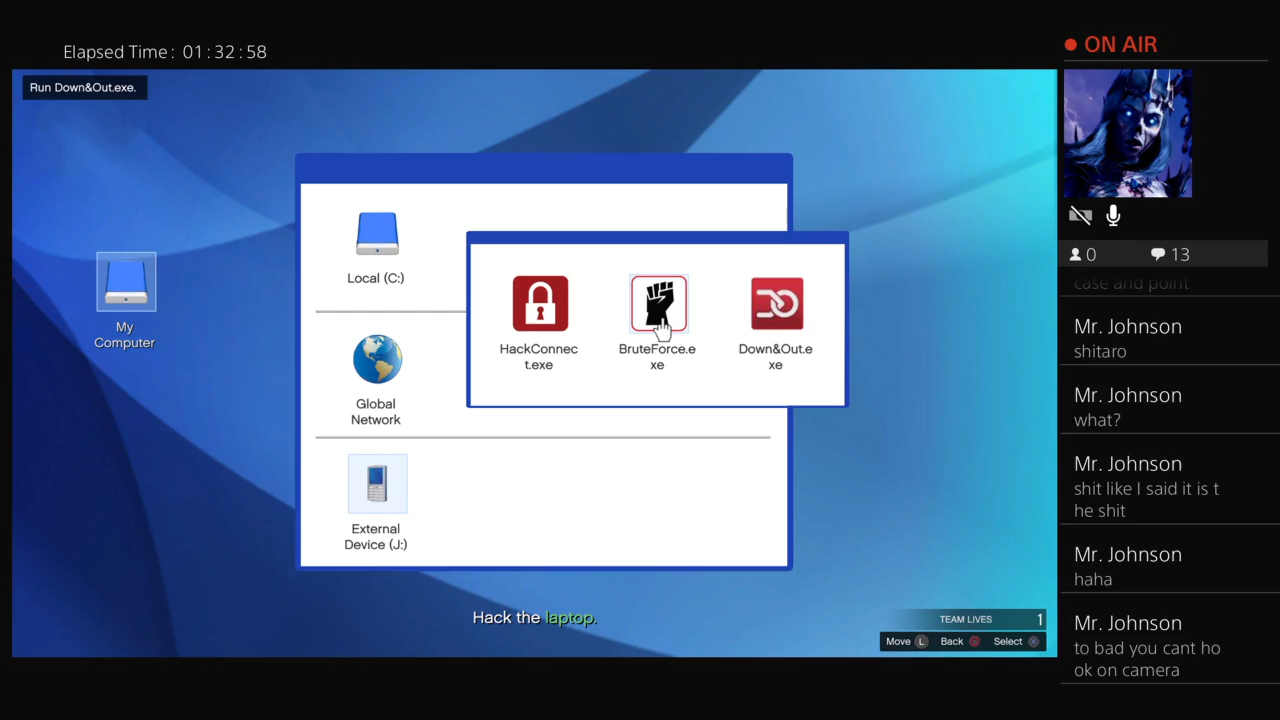 Elapsed Time: 01:32:58
ON AIR
Run Down&Out.exe.
Local (C:)
HackConnec
t.exe
BruteForce.e
xe
Down&Out.e
xe
My
Computer
Global
Network
External
Device (J:)
Hack the laptop.
TEAM LIVES 1
Move L Back Select
0 13
case and point
Mr. Johnson
shitaro
Mr. Johnson
what?
Mr. Johnson
shit like I said it is t
he shit
Mr. Johnson
haha
Mr. Johnson
to bad you cant ho
ok on camera